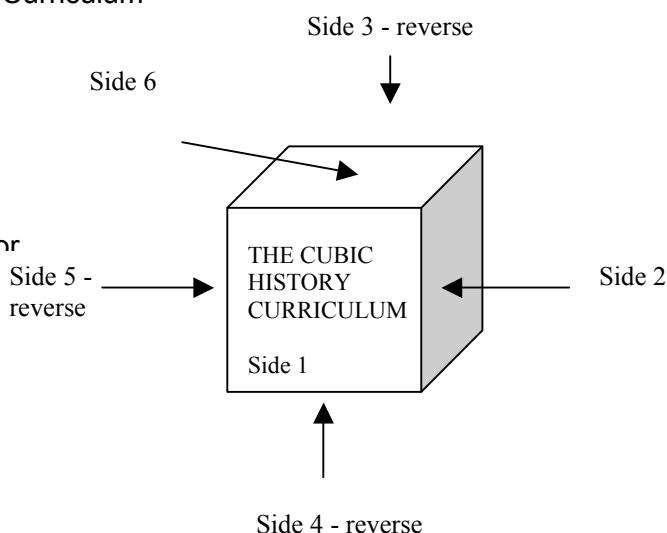 Side 3 - reverse
Side 6
THE CUBIC
HISTORY
CURRICULUM
Side 1
Side 5 -
reverse
Side 2
Side 4 - reverse